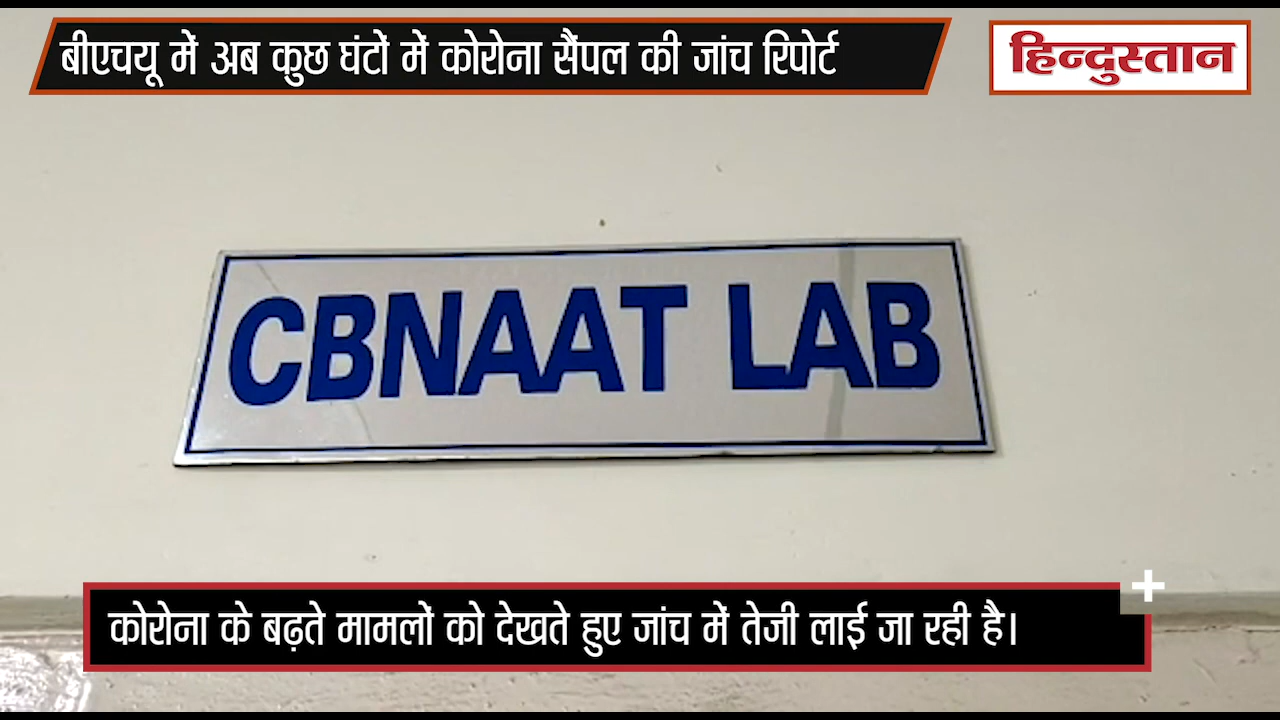 बीएचयू में अब कुछ घंटों में कोरोना सैंपल की जांच रिपोर्ट
हिन्दुस्तान
CBNAAT LAB
कोरोना के बढ़ते मामलों को देखते हुए जांच में तेजी लाई जा रही है।